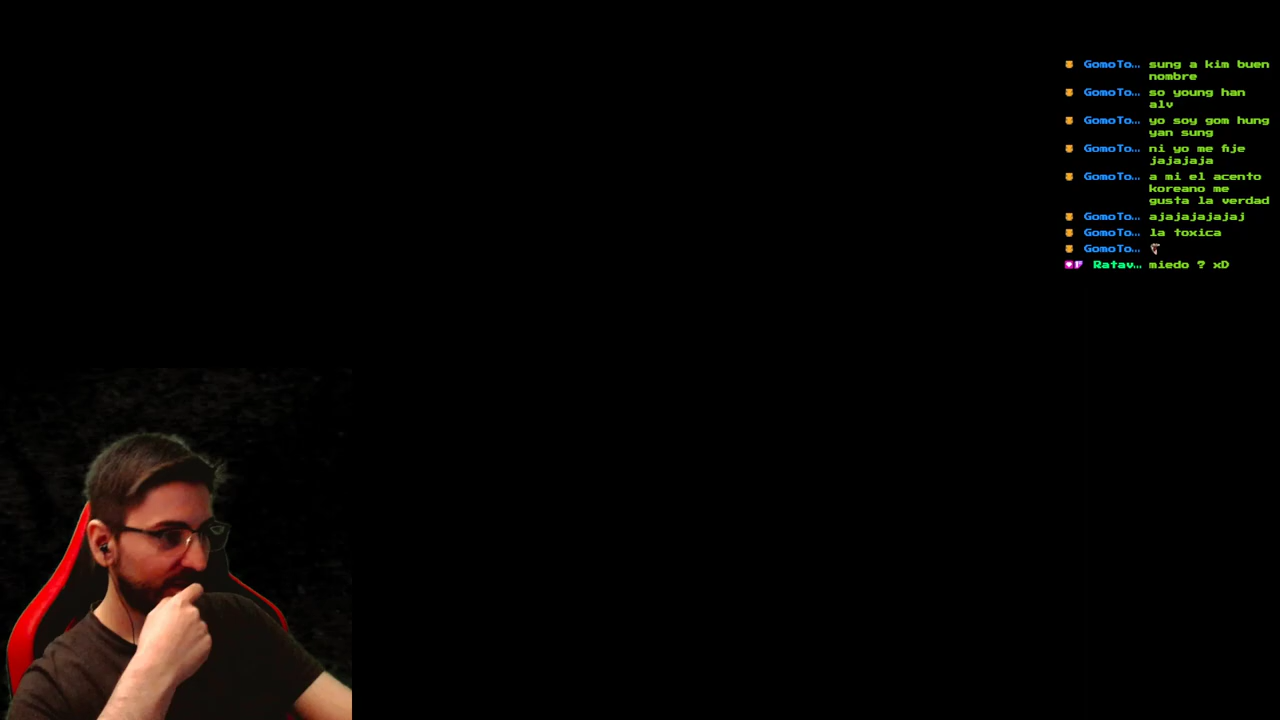 GomoTo... sung a kim buen
nombre
GomoTo... so young han
alv
GomoTo... yo soy gom hung
yan sung
GomoTo... ni yo me fije
jajajaja
GomoTo... a mi el acento
koreano me
gusta la verdad
GomoTo... ajajajajajaj
GomoTo... la toxica
GomoTo...
Ratav... miedo ? xD